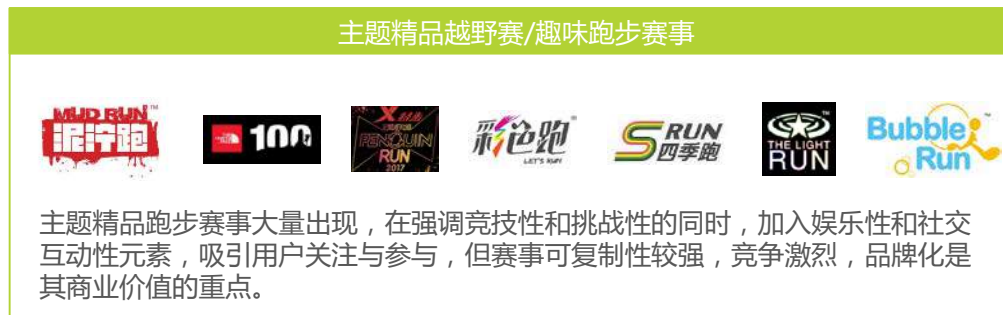 主题精品越野赛/趣味跑步赛事
MUD RUN™
泥泞跑
100
PENGUIN
RUN
2017
彩色跑
LET'S RUN
S RUN
四季跑
THE LIGHT
RUN
Bubble
Run
主题精品跑步赛事大量出现，在强调竞技性和挑战性的同时，加入娱乐性和社交
互动性元素，吸引用户关注与参与，但赛事可复制性较强，竞争激烈，品牌化是
其商业价值的重点。